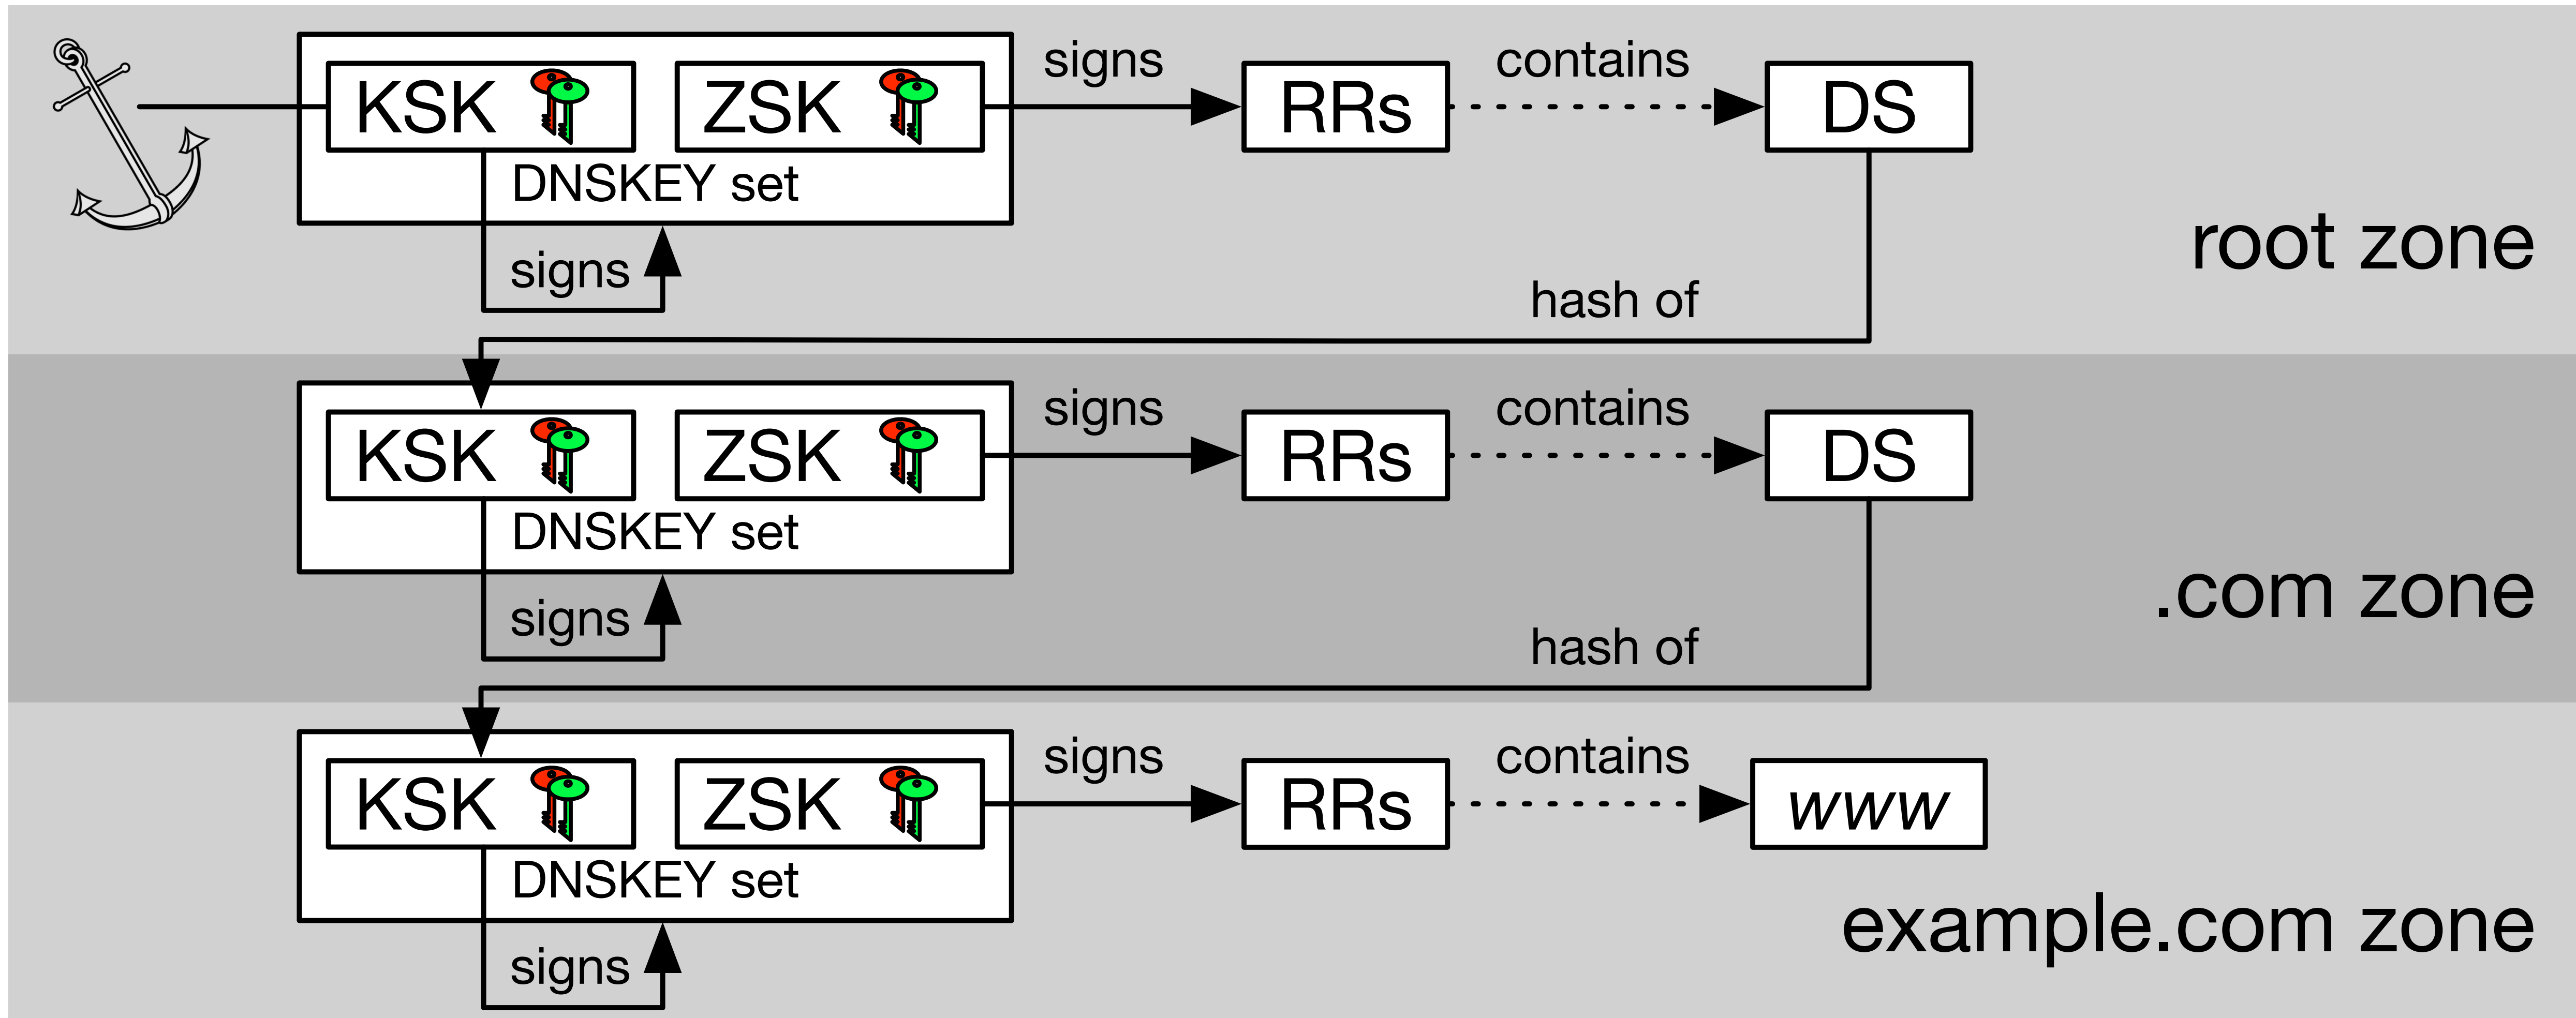 signs
contains
KSK
ZSK
RRs
DS
DNSKEY set
root zone
signs
hash of
signs
contains
KSK
ZSK
RRs
DS
DNSKEY set
.com zone
signs
hash of
signs
contains
KSK
ZSK
RRs
www
DNSKEY set
example.com zone
signs